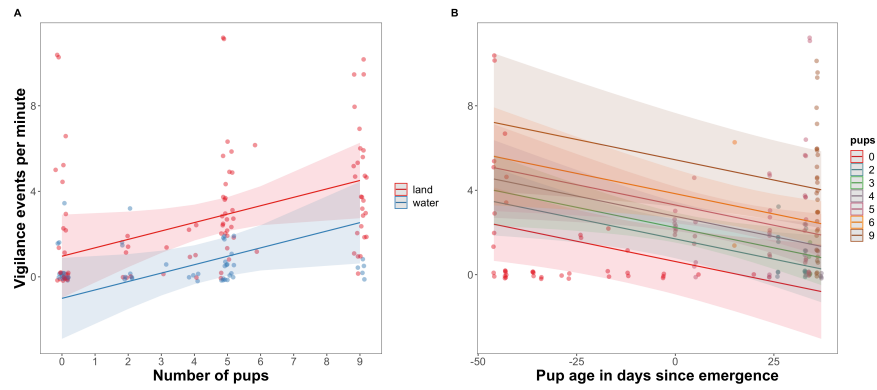 A
B
Vigilance events per minute
8
4
0
0 1 2 3 4 5 6 7 8 9
Number of pups
land
water
8
4
0
-50 -25 0 25
Pup age in days since emergence
pups
0
2
3
4
5
6
9